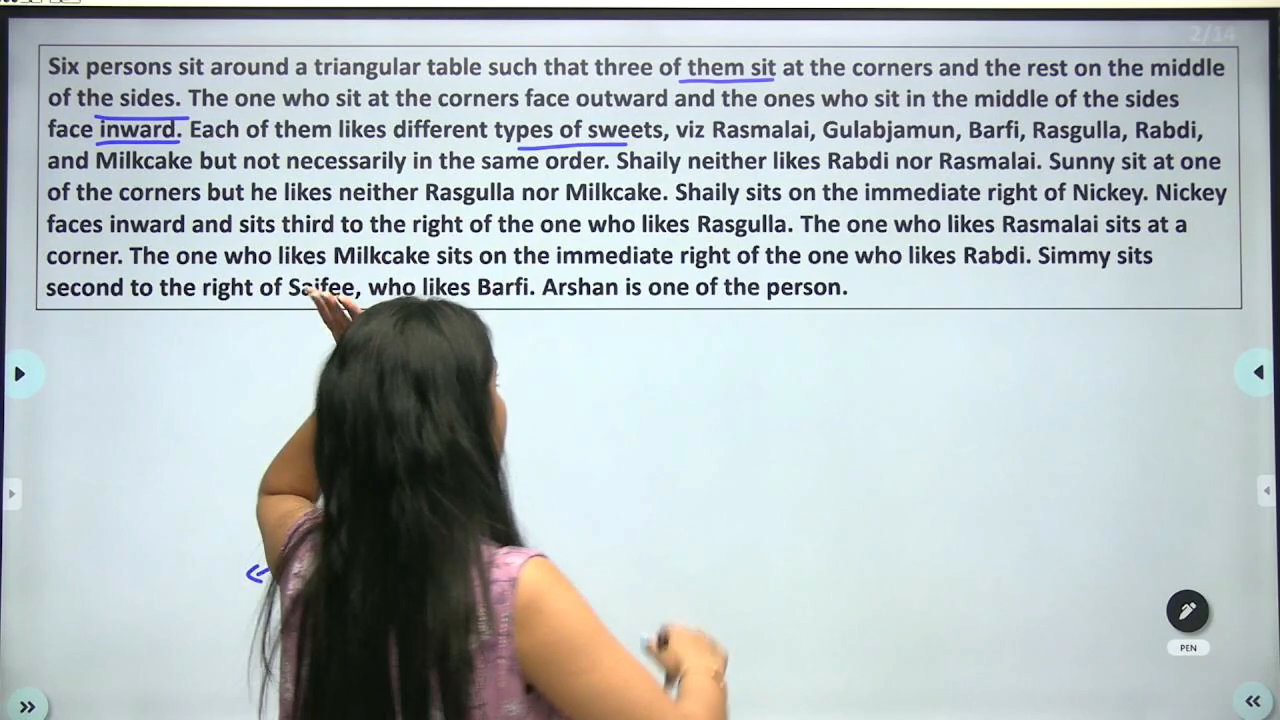 2/14
Six persons sit around a triangular table such that three of them sit at the corners and the rest on the middle
of the sides. The one who sit at the corners face outward and the ones who sit in the middle of the sides
face inward. Each of them likes different types of sweets, viz Rasmalai, Gulabjamun, Barfi, Rasgulla, Rabdi,
and Milkcake but not necessarily in the same order. Shaily neither likes Rabdi nor Rasmalai. Sunny sit at one
of the corners but he likes neither Rasgulla nor Milkcake. Shaily sits on the immediate right of Nickey. Nickey
faces inward and sits third to the right of the one who likes Rasgulla. The one who likes Rasmalai sits at a
corner. The one who likes Milkcake sits on the immediate right of the one who likes Rabdi. Simmy sits
second to the right of Saifee, who likes Barfi. Arshan is one of the person.
PEN